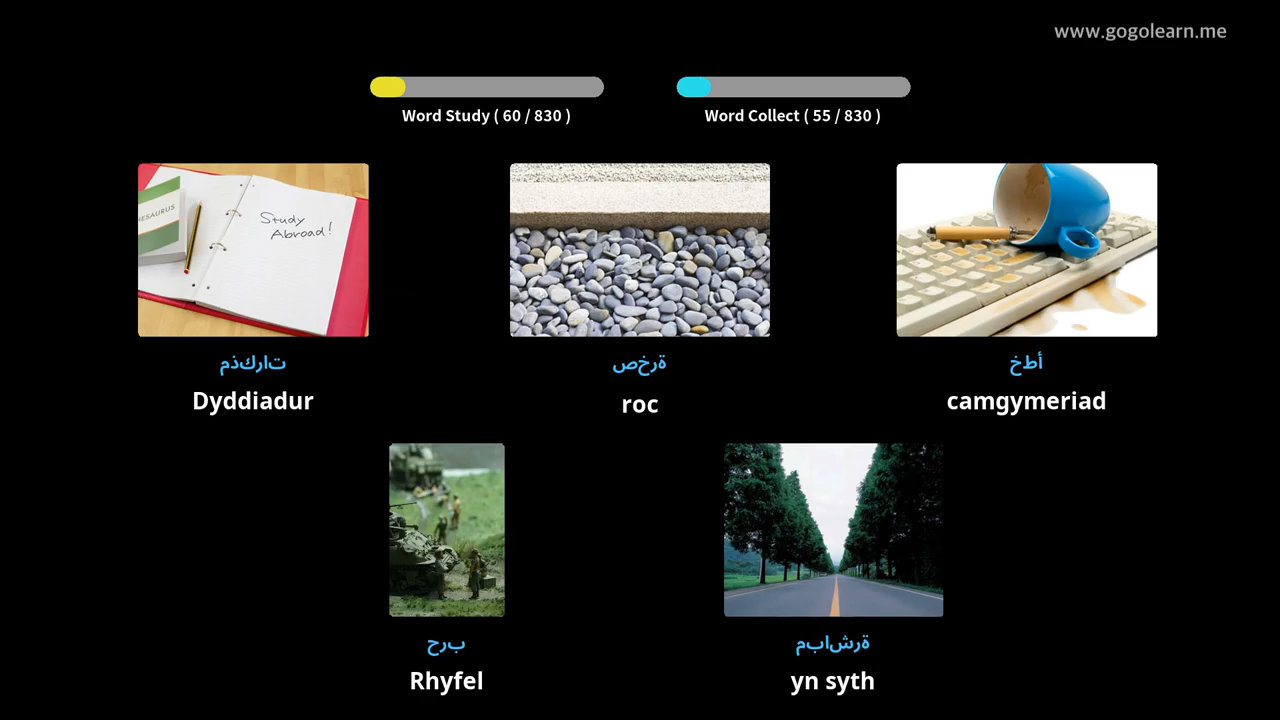 www.gogolearn.me
Word Study ( 60 / 830 )
Word Collect ( 55 / 830 )
HESAURUS
Study
Abroad!
تاركذم
Dyddiadur
ةرخص
roc
أطخ
camgymeriad
برح
Rhyfel
ةرشابم
yn syth